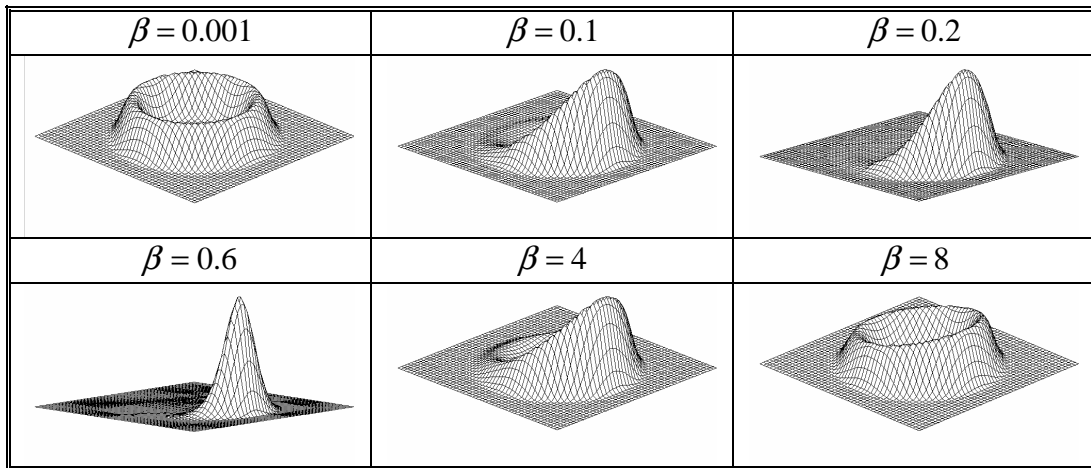 β = 0.001
β = 0.1
β = 0.2
β = 0.6
β = 4
β = 8